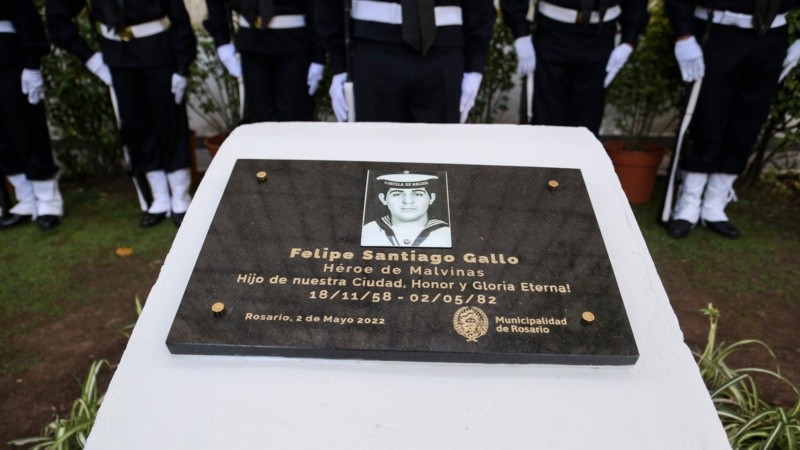 Felipe Santiago Gallo
Héroe de Malvinas
Hijo de nuestra Ciudad, Honor y Gloria Eterna!
18/11/58 - 02/05/82
Rosario, 2 de Mayo 2022
Municipalidad
de Rosario